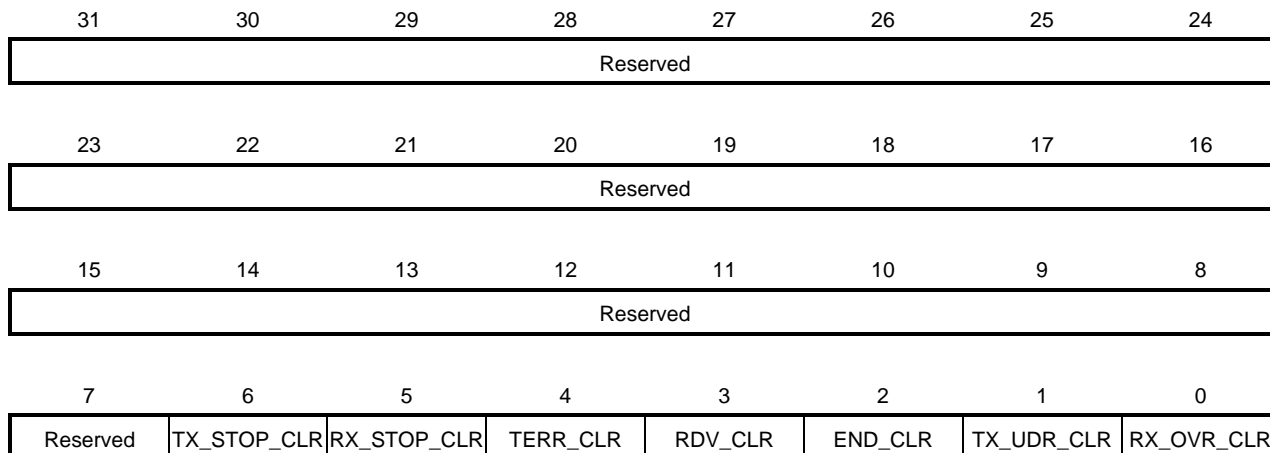 31 30 29 28 27 26 25 24
Reserved
23 22 21 20 19 18 17 16
Reserved
15 14 13 12 11 10 9 8
Reserved
7 6 5 4 3 2 1 0
Reserved TX_STOP_CLR RX_STOP_CLR TERR_CLR RDV_CLR END_CLR TX_UDR_CLR RX_OVR_CLR